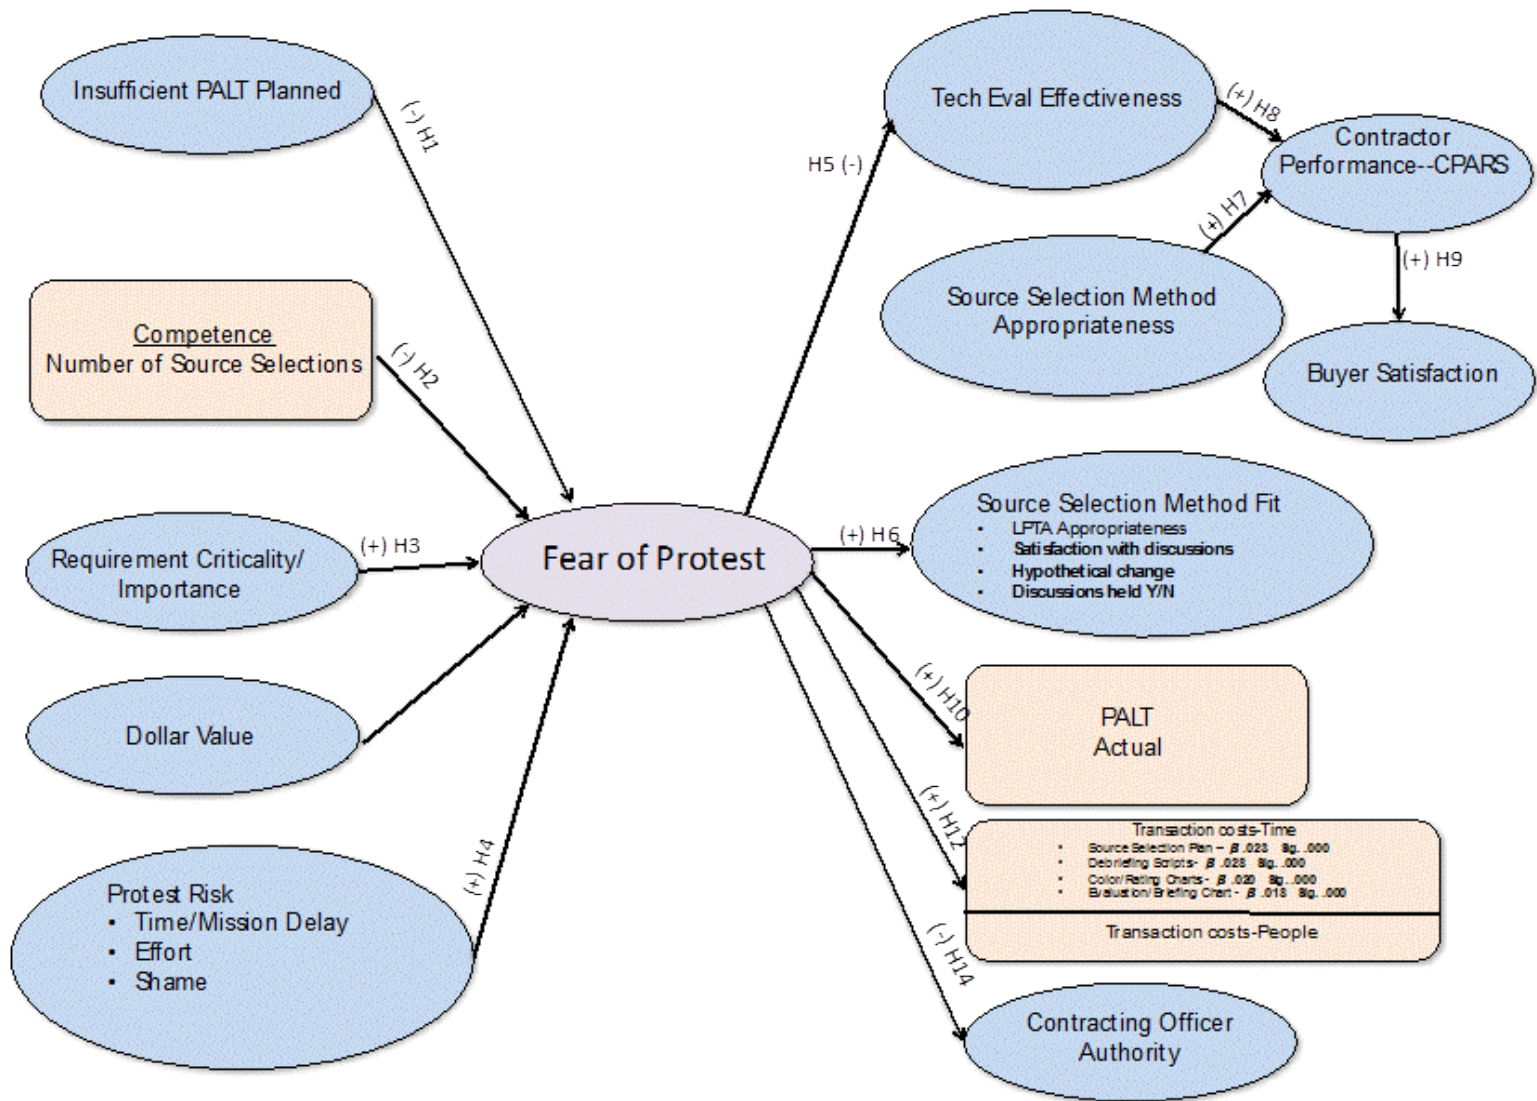 Insufficient PALT Planned
(-) H1
Competence
Number of Source Selections
(-) H2
Requirement Criticality/
Importance
(+) H3
Dollar Value
Protest Risk
• Time/Mission Delay
• Effort
• Shame
(+) H4
Fear of Protest
H5 (-)
Tech Eval Effectiveness
(+) H8
Contractor
Performance--CPARS
(+) H7
Source Selection Method
Appropriateness
(+) H9
Buyer Satisfaction
(+) H6
Source Selection Method Fit
• LPTA Appropriateness
• Satisfaction with discussions
• Hypothetical change
• Discussions held Y/N
(+) H10
PALT
Actual
(+) H12
Transaction costs-Time
• Source Selection Plan – β .023 Sig. .000
• Debriefing Scripts- β .023 Sig. .000
• Color/Rating Charts - β .020 Sig. .000
• Evaluation/Briefing Chart - β .013 Sig. .000
Transaction costs-People
(-) H14
Contracting Officer
Authority